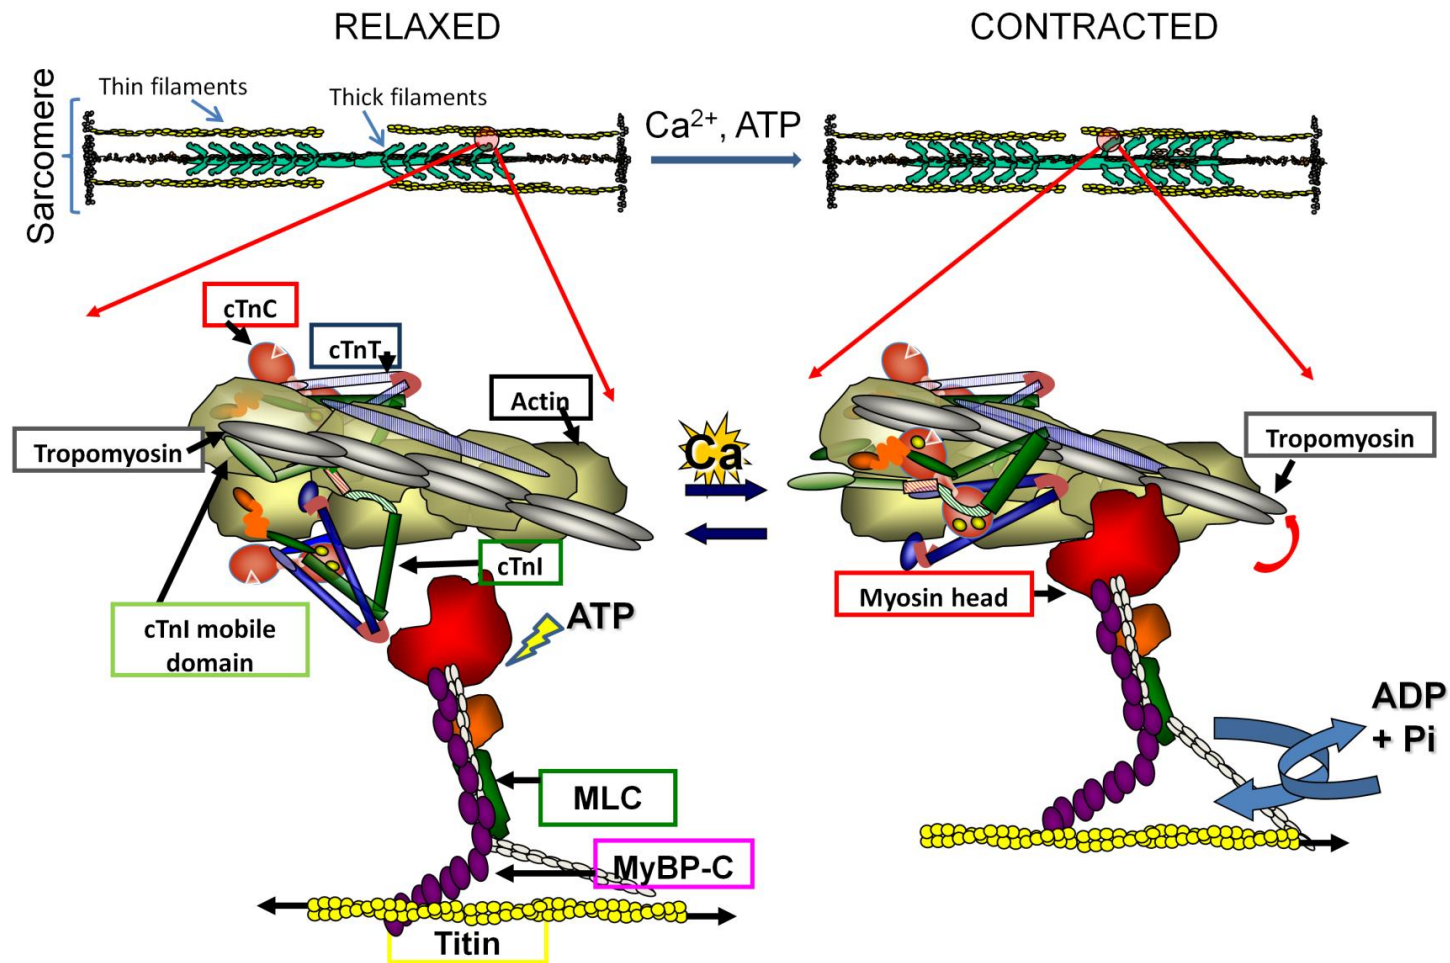 RELAXED
CONTRACTED
Sarcomere
Thin filaments
Thick filaments
Ca²⁺, ATP
cTnC
cTnT
Actin
Tropomyosin
Ca
Tropomyosin
cTnI
Myosin head
ATP
cTnI mobile
domain
ADP
+ Pi
MLC
MyBP-C
Titin